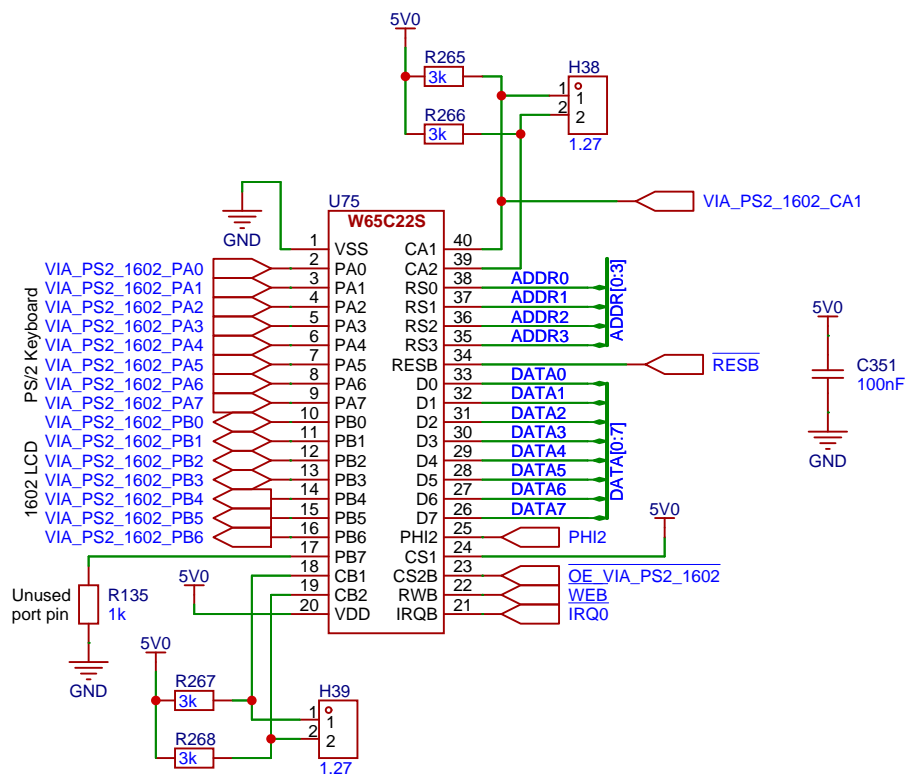 5V0
R265
3k
R266
3k
H38
1
1
2
2
1.27
VIA_PS2_1602_CA1
GND
U75
W65C22S
1 VSS CA1 40
2 PA0 CA2 39
3 PA1 RS0 38
4 PA2 RS1 37
5 PA3 RS2 36
6 PA4 RS3 35
7 PA5 RESB 34
8 PA6 D0 33
9 PA7 D1 32
10 PB0 D2 31
11 PB1 D3 30
12 PB2 D4 29
13 PB3 D5 28
14 PB4 D6 27
15 PB5 D7 26
16 PB6 PHI2 25
17 PB7 CS1 24
18 CB1 CS2B 23
19 CB2 RWB 22
20 VDD IRQB 21
PS/2 Keyboard
VIA_PS2_1602_PA0
VIA_PS2_1602_PA1
VIA_PS2_1602_PA2
VIA_PS2_1602_PA3
VIA_PS2_1602_PA4
VIA_PS2_1602_PA5
VIA_PS2_1602_PA6
VIA_PS2_1602_PA7
1602 LCD
VIA_PS2_1602_PB0
VIA_PS2_1602_PB1
VIA_PS2_1602_PB2
VIA_PS2_1602_PB3
VIA_PS2_1602_PB4
VIA_PS2_1602_PB5
VIA_PS2_1602_PB6
ADDR0
ADDR1
ADDR2
ADDR3
ADDR[0:3]
RESB
DATA0
DATA1
DATA2
DATA3
DATA4
DATA5
DATA6
DATA7
DATA[0:7]
PHI2
5V0
OE_VIA_PS2_1602
WEB
IRQ0
5V0
C351
100nF
GND
Unused
port pin
R135
1k
GND
5V0
5V0
R267
3k
R268
3k
H39
1
1
2
2
1.27